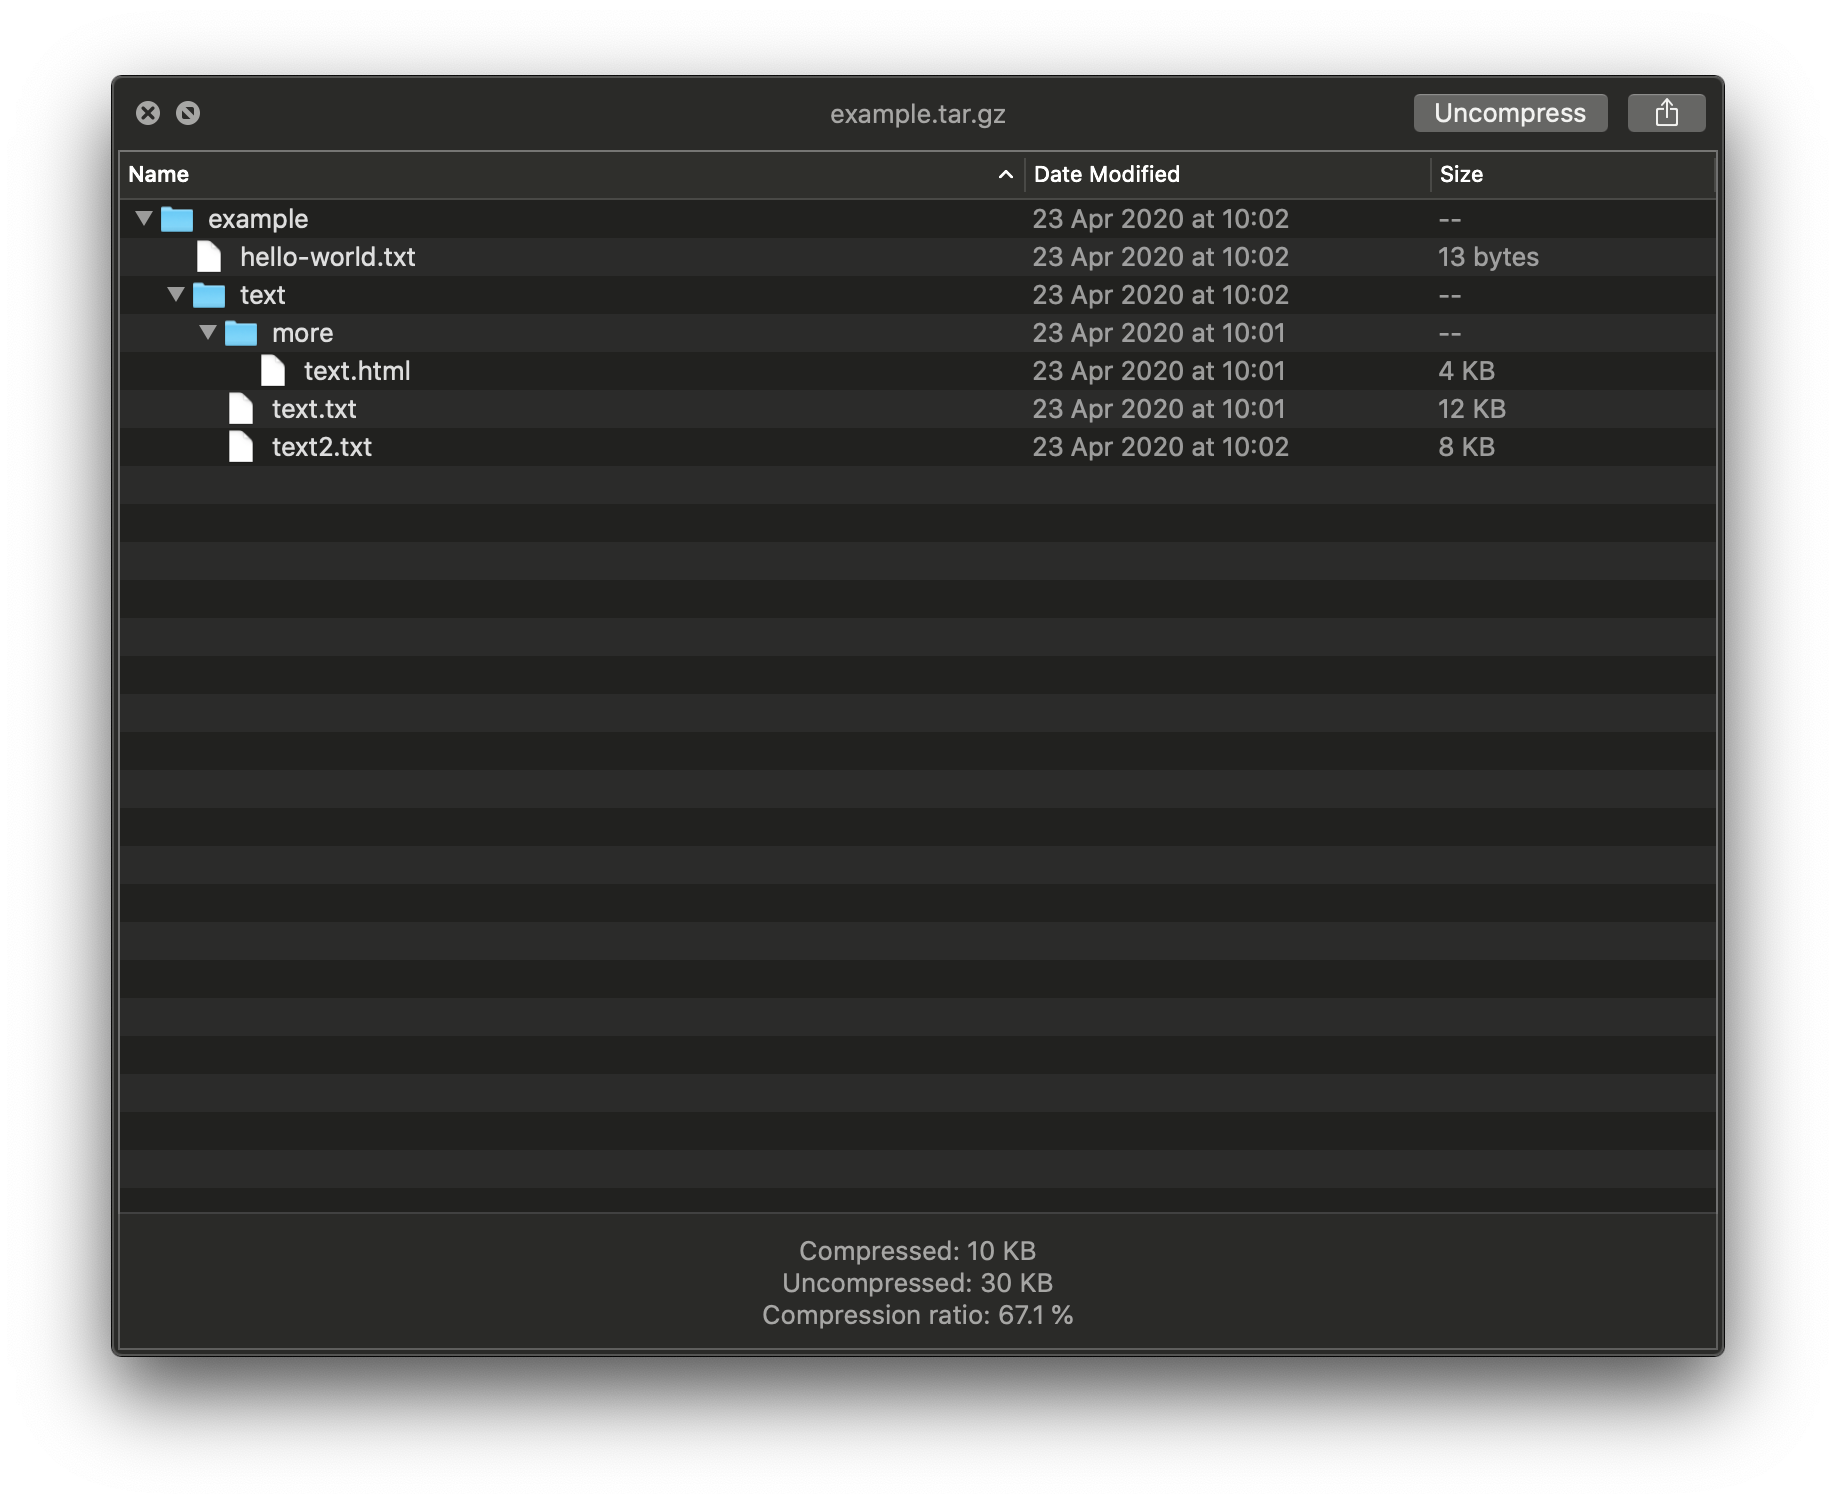 example.tar.gz
Uncompress
Name Date Modified Size
example 23 Apr 2020 at 10:02 --
hello-world.txt 23 Apr 2020 at 10:02 13 bytes
text 23 Apr 2020 at 10:02 --
more 23 Apr 2020 at 10:01 --
text.html 23 Apr 2020 at 10:01 4 KB
text.txt 23 Apr 2020 at 10:01 12 KB
text2.txt 23 Apr 2020 at 10:02 8 KB
Compressed: 10 KB
Uncompressed: 30 KB
Compression ratio: 67.1 %